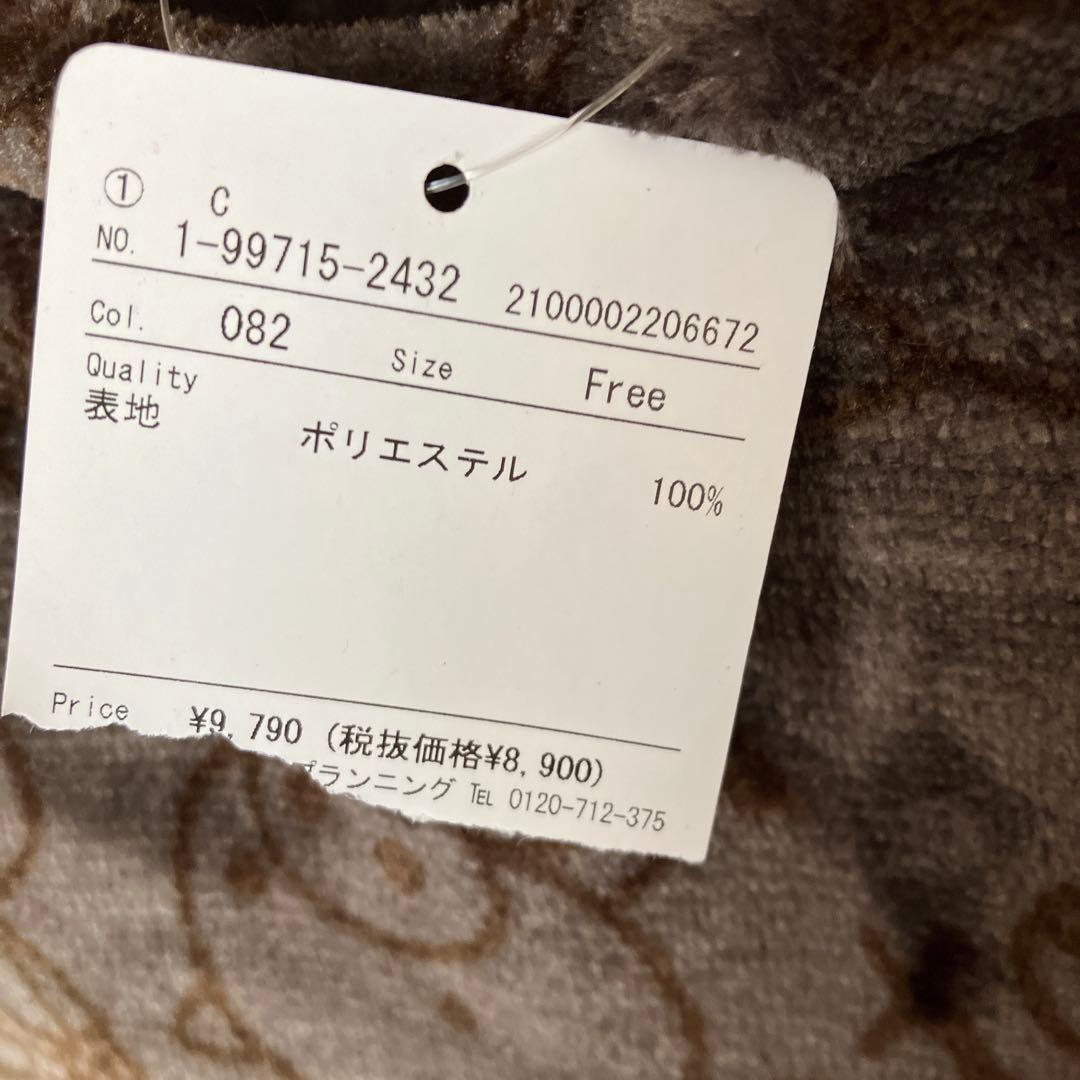 ① C
NO. 1-99715-2432 2100002206672
Col. 082 Size Free
Quality
表地 ポリエステル 100%
Price ¥9,790 (税抜価格¥8,900)
プランニング TEL 0120-712-375